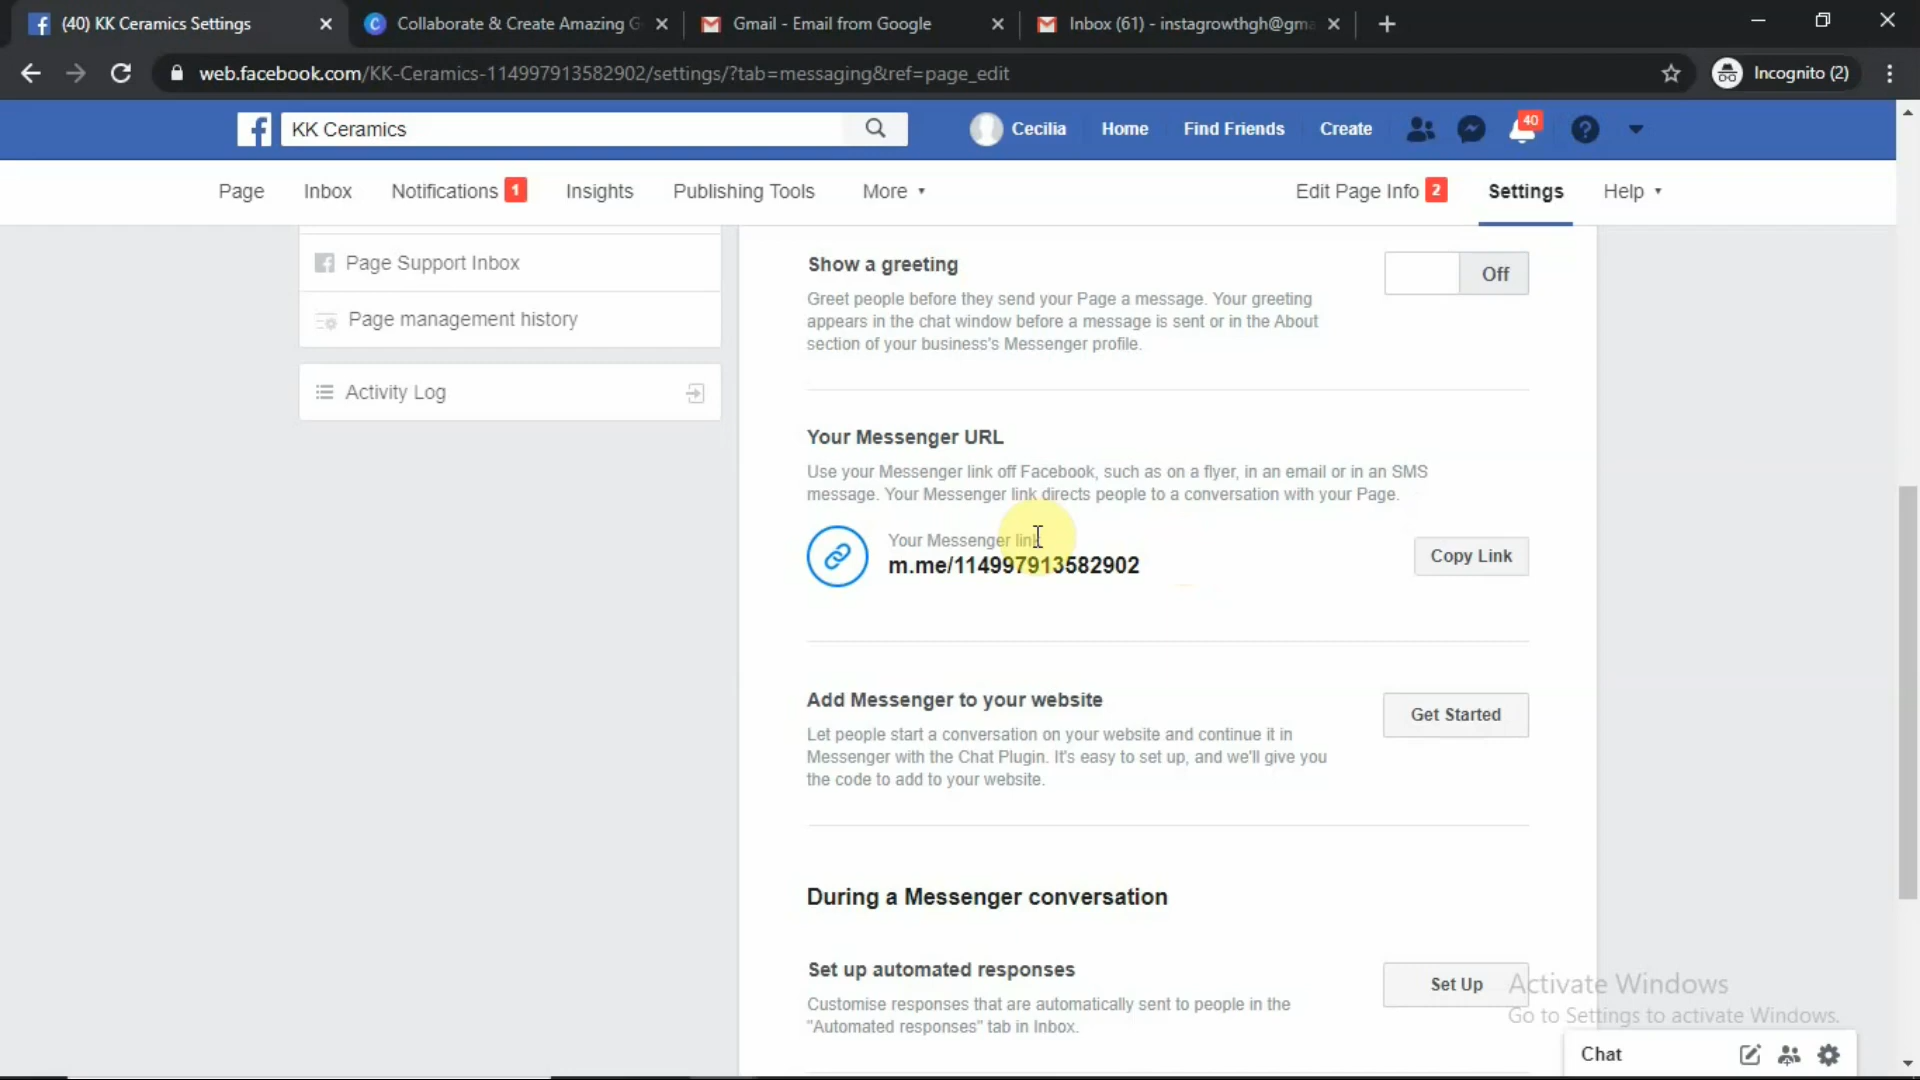 (40) KK Ceramics Settings
Collaborate & Create Amazing G
Gmail - Email from Google
Inbox (61) - instagrowthgh@gma
web.facebook.com/KK-Ceramics-114997913582902/settings/?tab=messaging&ref=page_edit
Incognito (2)
KK Ceramics
Cecilia
Home
Find Friends
Create
40
Page
Inbox
Notifications 1
Insights
Publishing Tools
More
Edit Page Info 2
Settings
Help
Page Support Inbox
Page management history
Activity Log
Show a greeting
Off
Greet people before they send your Page a message. Your greeting
appears in the chat window before a message is sent or in the About
section of your business's Messenger profile.
Your Messenger URL
Use your Messenger link off Facebook, such as on a flyer, in an email or in an SMS
message. Your Messenger link directs people to a conversation with your Page.
Your Messenger link
m.me/114997913582902
Copy Link
Add Messenger to your website
Get Started
Let people start a conversation on your website and continue it in
Messenger with the Chat Plugin. It's easy to set up, and we'll give you
the code to add to your website.
During a Messenger conversation
Set up automated responses
Set Up
Customise responses that are automatically sent to people in the
"Automated responses" tab in Inbox.
Activate Windows
Go to Settings to activate Windows.
Chat